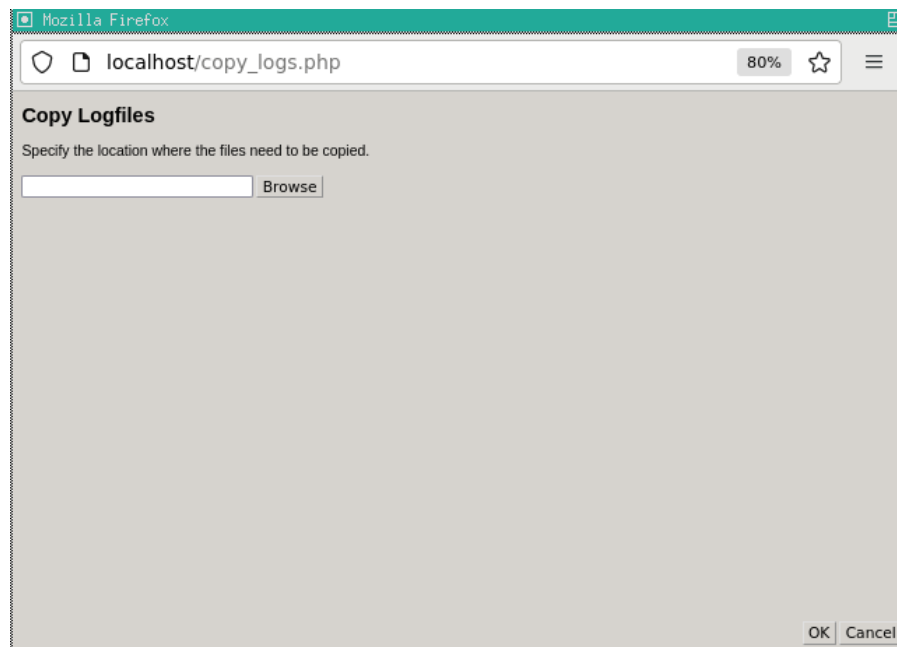 Mozilla Firefox
localhost/copy_logs.php
80%
Copy Logfiles
Specify the location where the files need to be copied.
Browse
OK Cancel